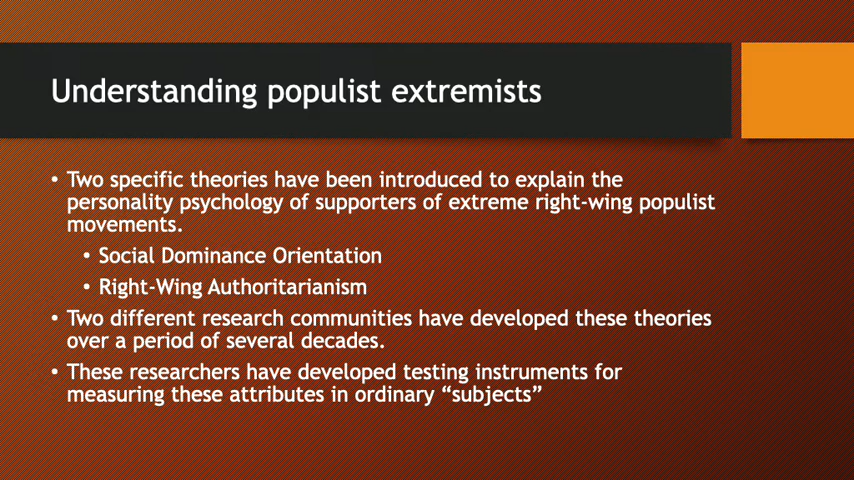 Understanding populist extremists
• Two specific theories have been introduced to explain the
personality psychology of supporters of extreme right-wing populist
movements.
• Social Dominance Orientation
• Right-Wing Authoritarianism
• Two different research communities have developed these theories
over a period of several decades.
• These researchers have developed testing instruments for
measuring these attributes in ordinary “subjects”